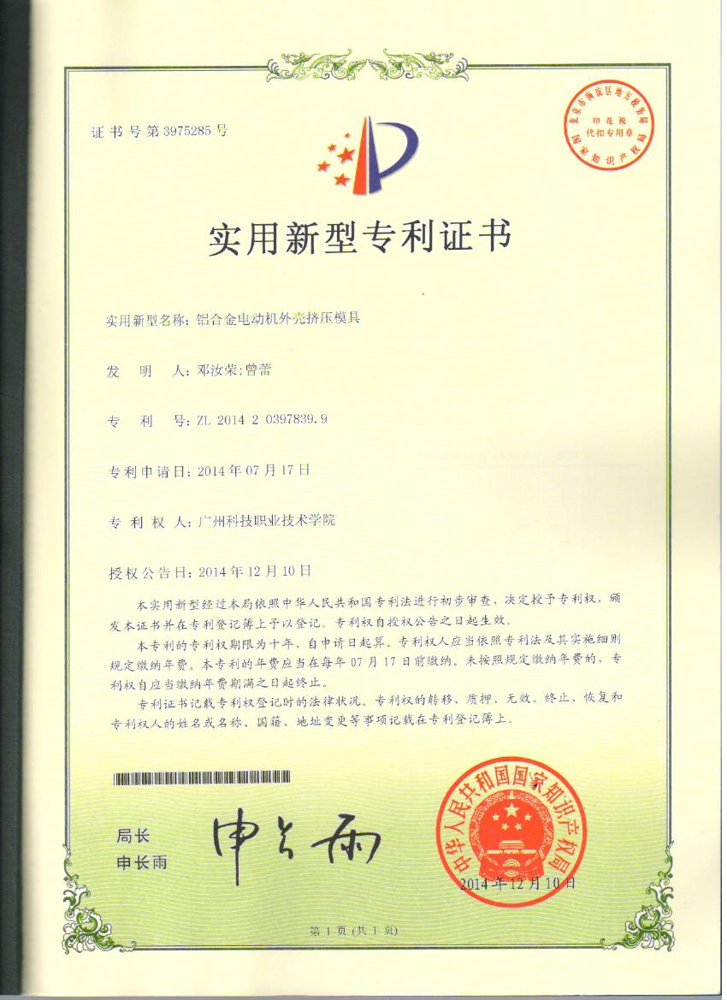 证书号第3975285号
北京市海淀区地方税务局
印花税
代扣专用章
国家知识产权局
实用新型专利证书
实用新型名称：铝合金电动机外壳挤压模具
发明人：邓汝荣;曾蕾
专利号：ZL 2014 2 0397839.9
专利申请日：2014年07月17日
专利权人：广州科技职业技术学院
授权公告日：2014年12月10日
本实用新型经过本局依照中华人民共和国专利法进行初步审查，决定授予专利权，颁
发本证书并在专利登记簿上予以登记。专利权自授权公告之日起生效。
本专利的专利权期限为十年，自申请日起算。专利权人应当依照专利法及其实施细则
规定缴纳年费。本专利的年费应当在每年07月17日前缴纳。未按照规定缴纳年费的，专
利权自应当缴纳年费期满之日起终止。
专利证书记载专利权登记时的法律状况。专利权的转移、质押、无效、终止、恢复和
专利权人的姓名或名称、国籍、地址变更等事项记载在专利登记簿上。
局长
申长雨
申长雨
中华人民共和国国家知识产权局
2014年12月10日
第1页(共1页)